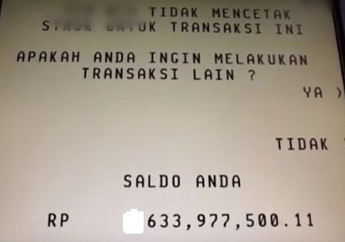 TIDAK MENCETAK
UNTUK TRANSAKSI INI
APAKAH ANDA INGIN MELAKUKAN
TRANSAKSI LAIN ?
YA
TIDAK
SALDO ANDA
RP 633,977,500.11